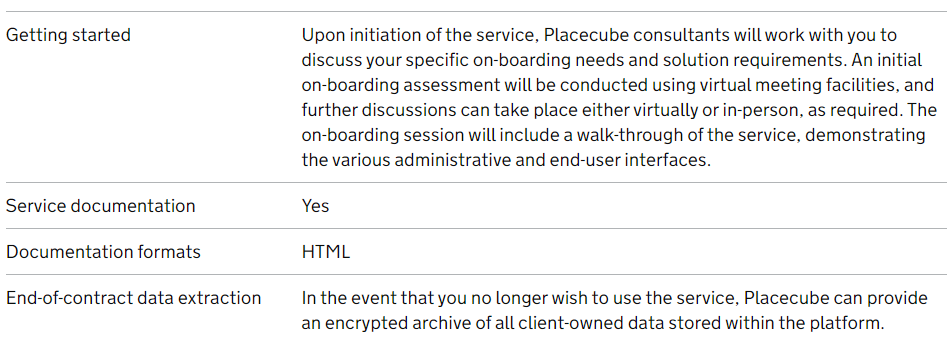 Getting started
Upon initiation of the service, Placecube consultants will work with you to
discuss your specific on-boarding needs and solution requirements. An initial
on-boarding assessment will be conducted using virtual meeting facilities, and
further discussions can take place either virtually or in-person, as required. The
on-boarding session will include a walk-through of the service, demonstrating
the various administrative and end-user interfaces.
Service documentation
Yes
Documentation formats
HTML
End-of-contract data extraction
In the event that you no longer wish to use the service, Placecube can provide
an encrypted archive of all client-owned data stored within the platform.